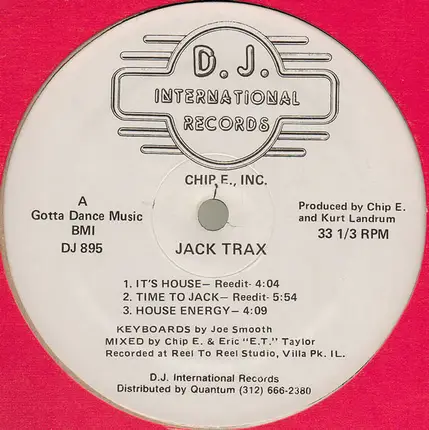 D.J.
INTERNATIONAL
RECORDS
CHIP, E., INC.
A
Gotta Dance Music
BMI
DJ 895
Produced by Chip E.
and Kurt Landrum
33 1/3 RPM
JACK TRAX
1. IT'S HOUSE— Reedit- 4:04
2. TIME TO JACK— Reedit- 5:54
3. HOUSE ENERGY— 4:09
KEYBOARDS by Joe Smooth
MIXED by Chip E. & Eric "E.T." Taylor
Recorded at Reel To Reel Studio, Villa Pk. IL.
D.J. International Records
Distributed by Quantum (312) 666-2380